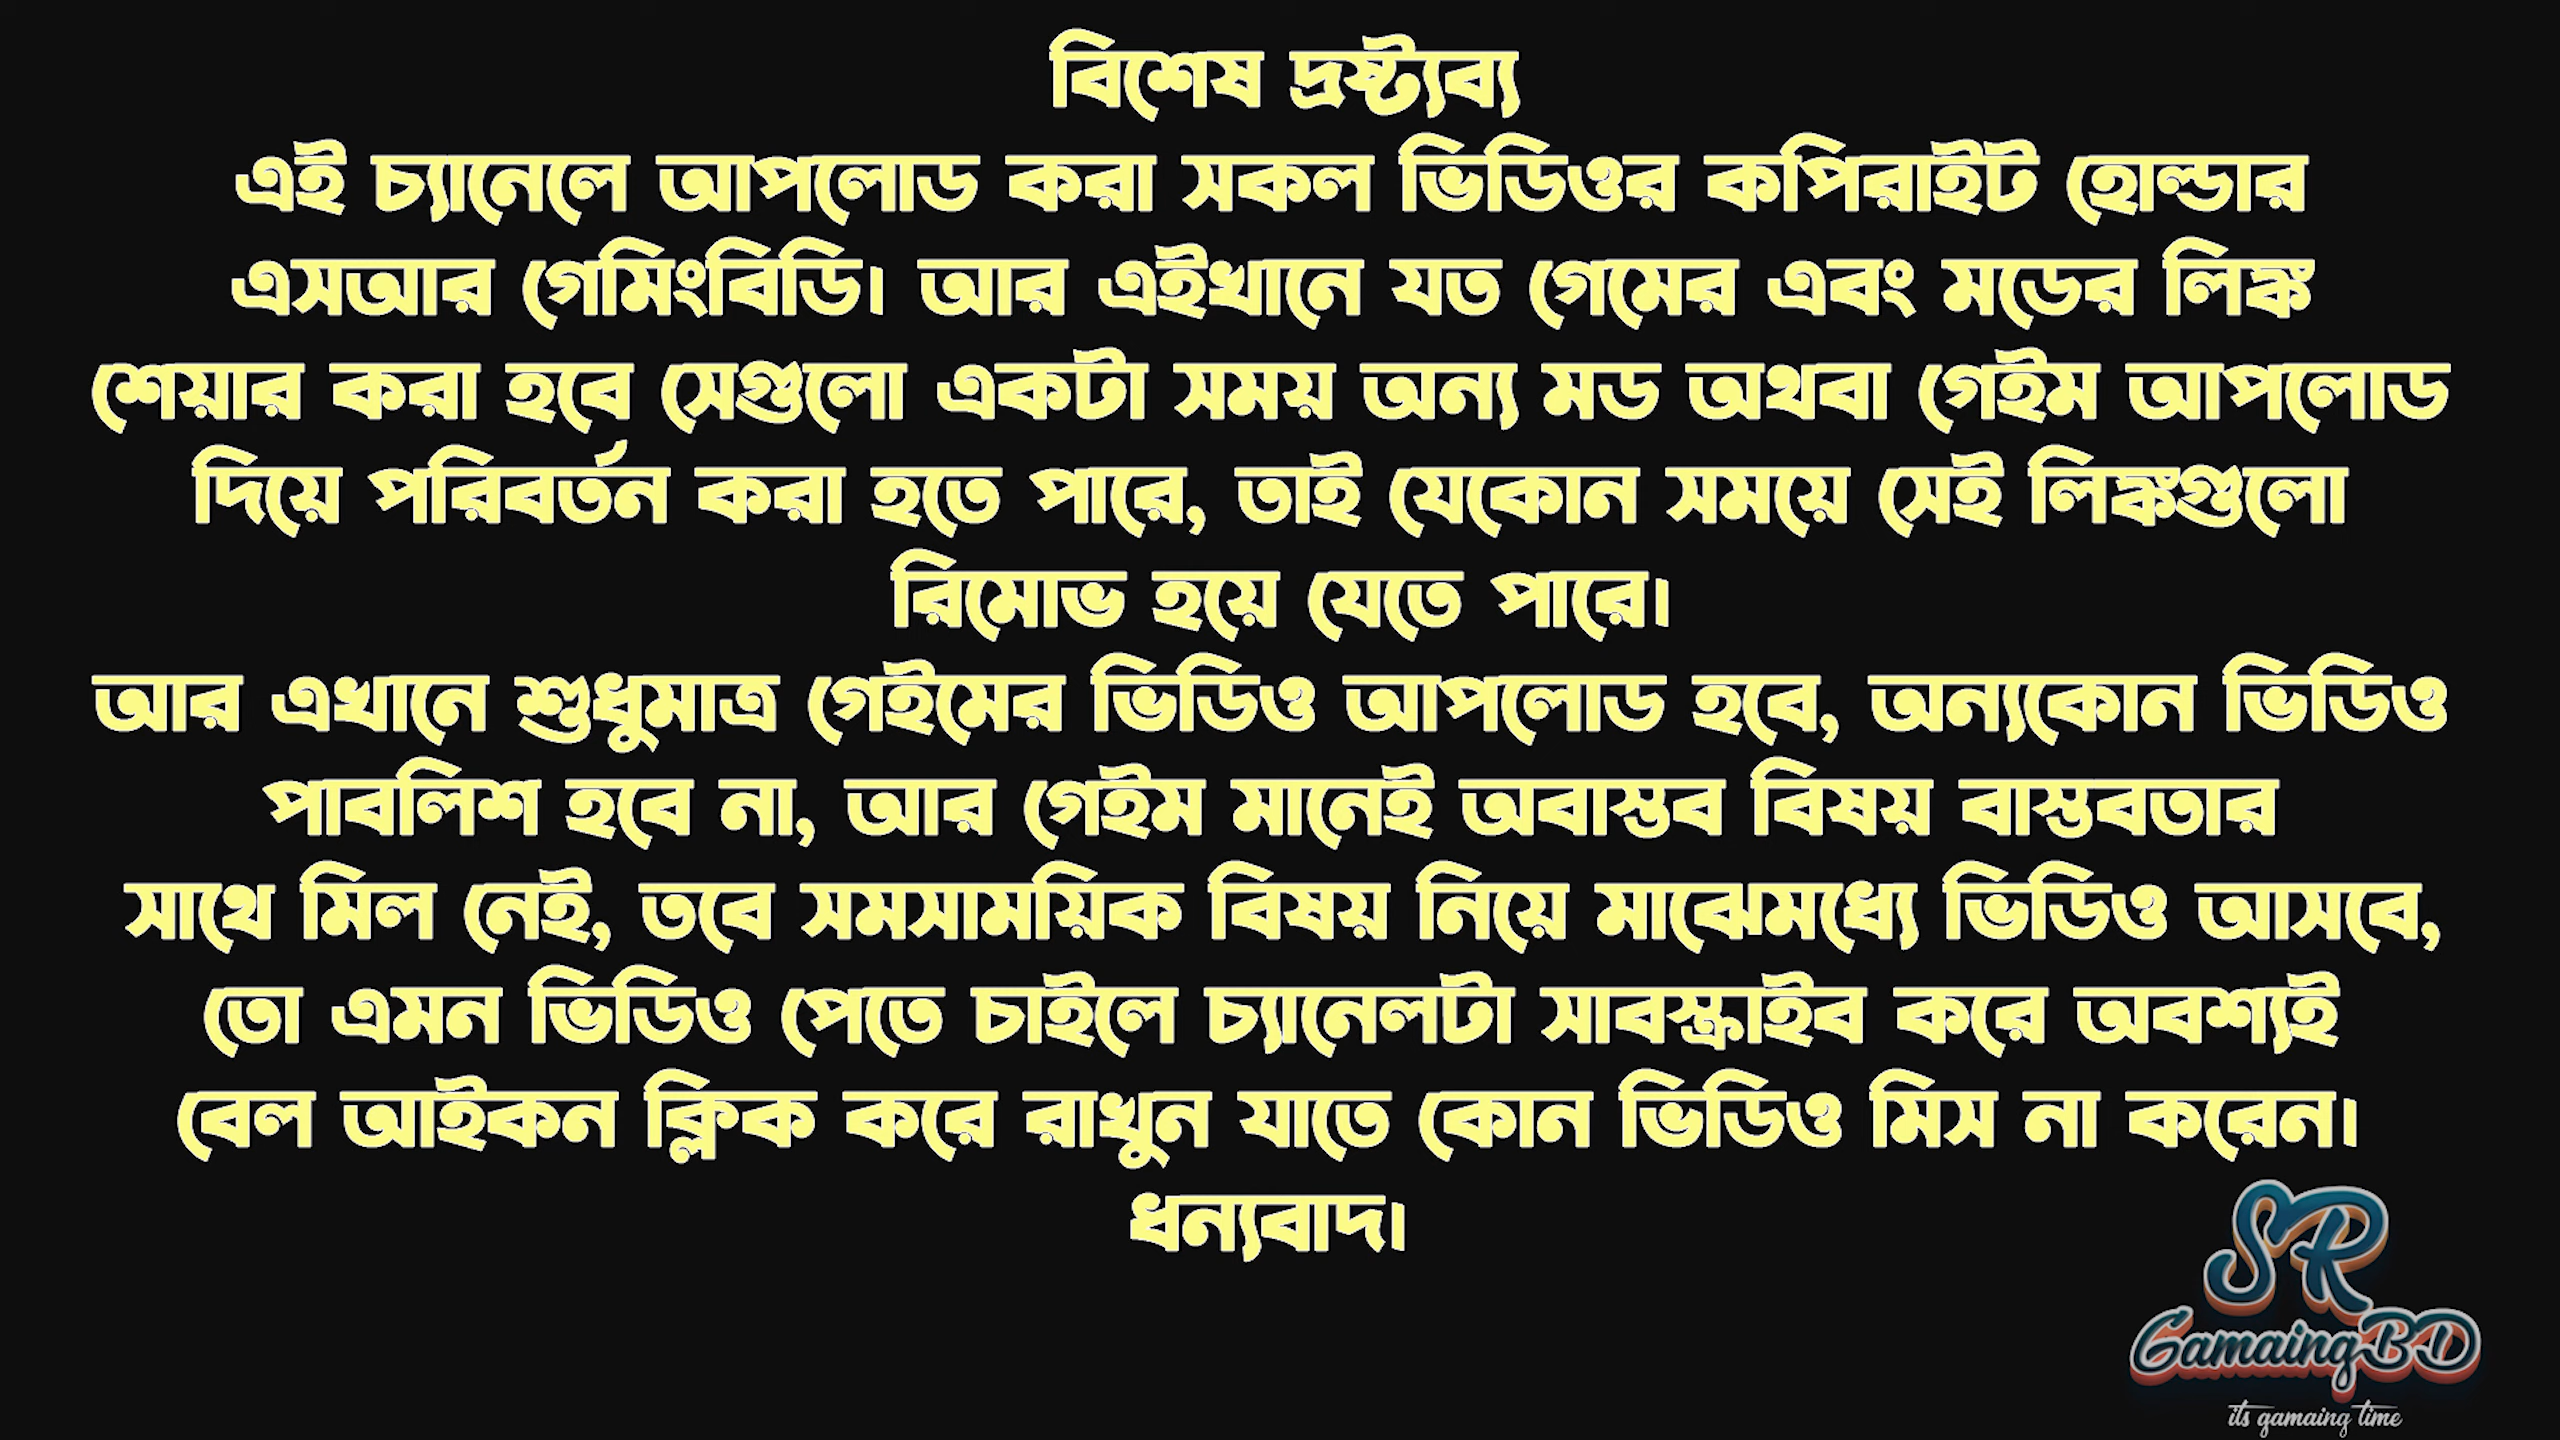 বিশেষ দ্রষ্ট্যব্য
এই চ্যানেলে আপলোড করা সকল ভিডিওর কপিরাইট হোল্ডার
এসআর গেমিংবিডি। আর এইখানে যত গেমের এবং মডের লিঙ্ক
শেয়ার করা হবে সেগুলো একটা সময় অন্য মড অথবা গেইম আপলোড
দিয়ে পরিবর্তন করা হতে পারে, তাই যেকোন সময়ে সেই লিঙ্কগুলো
রিমোভ হয়ে যেতে পারে।
আর এখানে শুধুমাত্র গেইমের ভিডিও আপলোড হবে, অন্যকোন ভিডিও
পাবলিশ হবে না, আর গেইম মানেই অবাস্তব বিষয় বাস্তবতার
সাথে মিল নেই, তবে সমসাময়িক বিষয় নিয়ে মাঝেমধ্যে ভিডিও আসবে,
তো এমন ভিডিও পেতে চাইলে চ্যানেলটা সাবস্ক্রাইব করে অবশ্যই
বেল আইকন ক্লিক করে রাখুন যাতে কোন ভিডিও মিস না করেন।
ধন্যবাদ।
SR
GamaingBD
its gamaing time